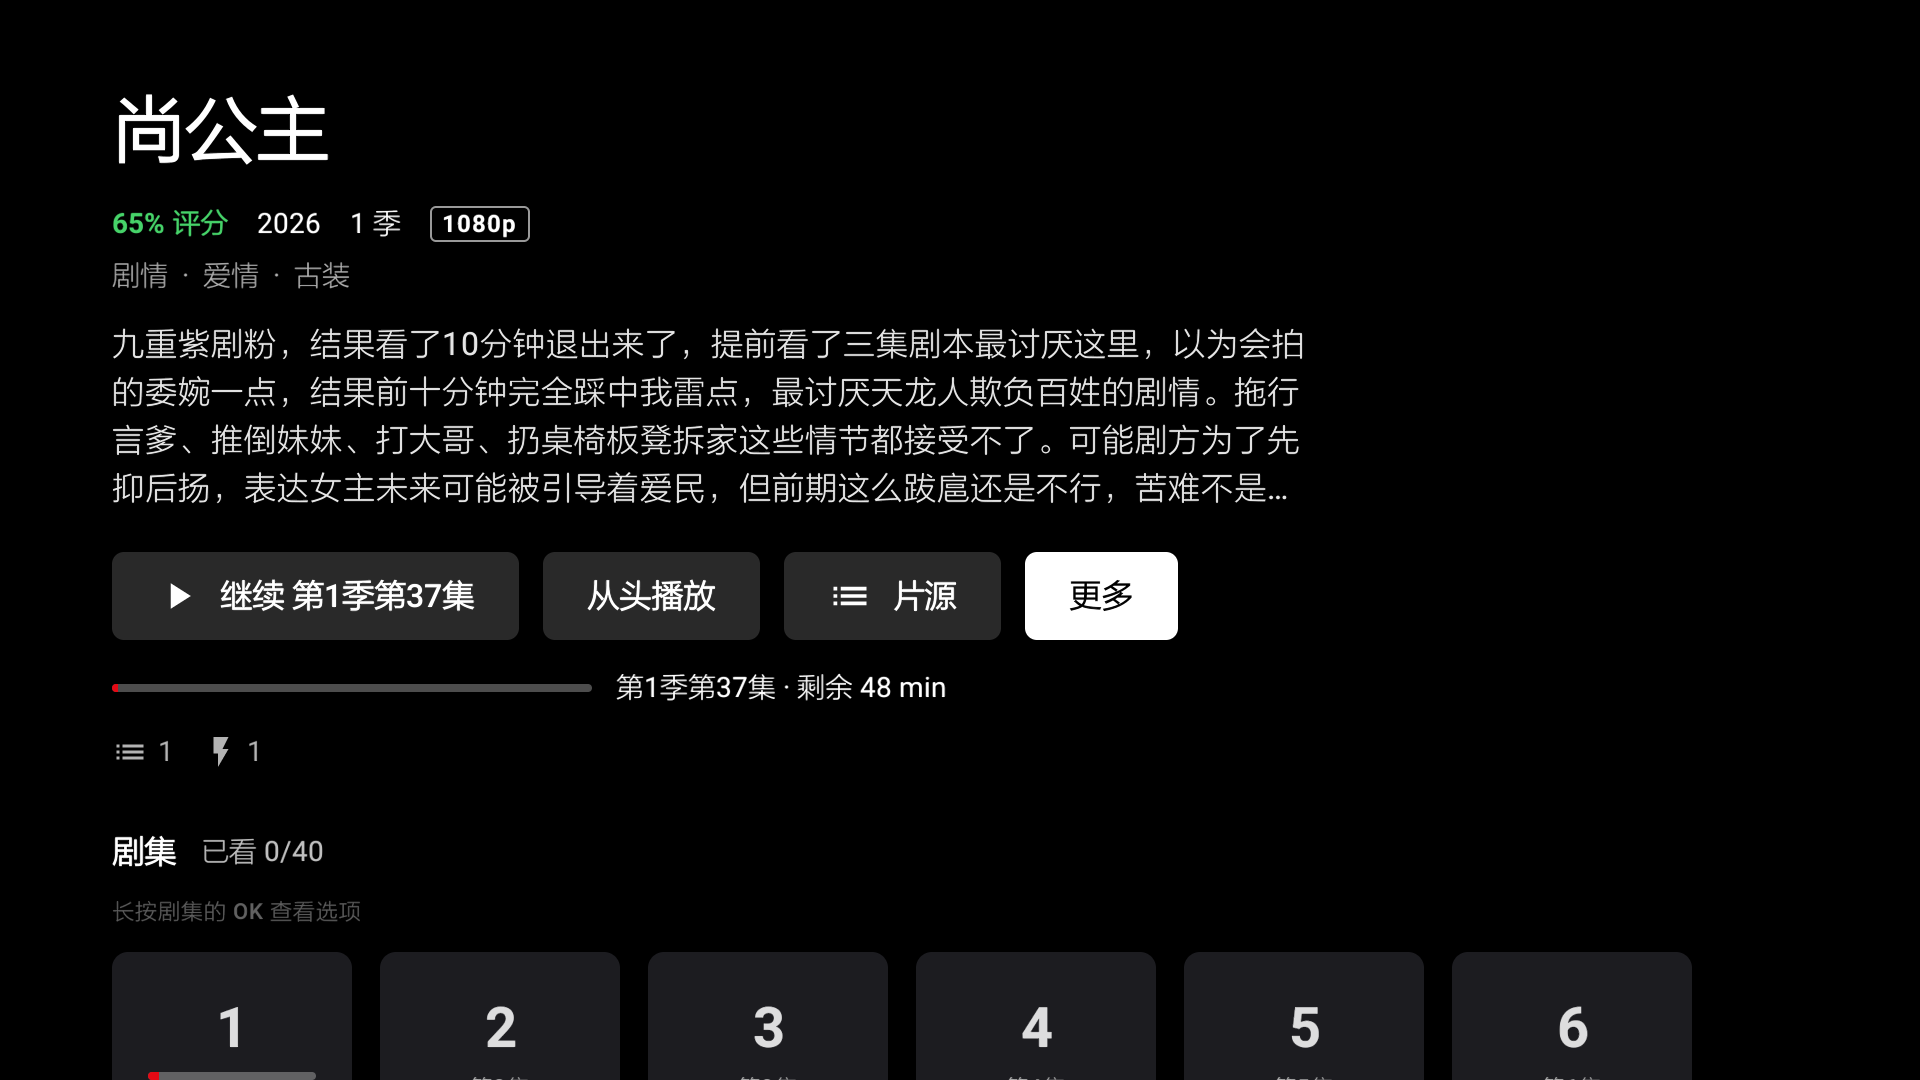 尚公主
65% 评分 2026 1 季 1080p
剧情 · 爱情 · 古装
九重紫剧粉，结果看了10分钟退出来了，提前看了三集剧本最讨厌这里，以为会拍
的委婉一点，结果前十分钟完全踩中我雷点，最讨厌天龙人欺负百姓的剧情。拖行
言爹、推倒妹妹、打大哥、扔桌椅板凳拆家这些情节都接受不了。可能剧方为了先
抑后扬，表达女主未来可能被引导着爱民，但前期这么跋扈还是不行，苦难不是...
继续 第1季第37集 从头播放 片源 更多
第1季第37集 · 剩余 48 min
1 1
剧集 已看 0/40
长按剧集的 OK 查看选项
1 2 3 4 5 6